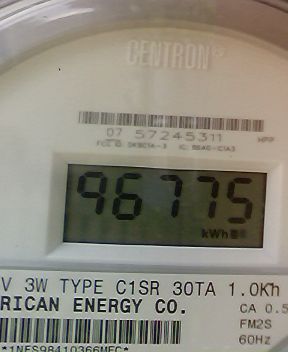 CENTRON®
07 57245311
96775
kWh
V 3W TYPE C1SR 30TA 1.0Kh
RICAN ENERGY CO.
CA 0.5
FM2S
60Hz